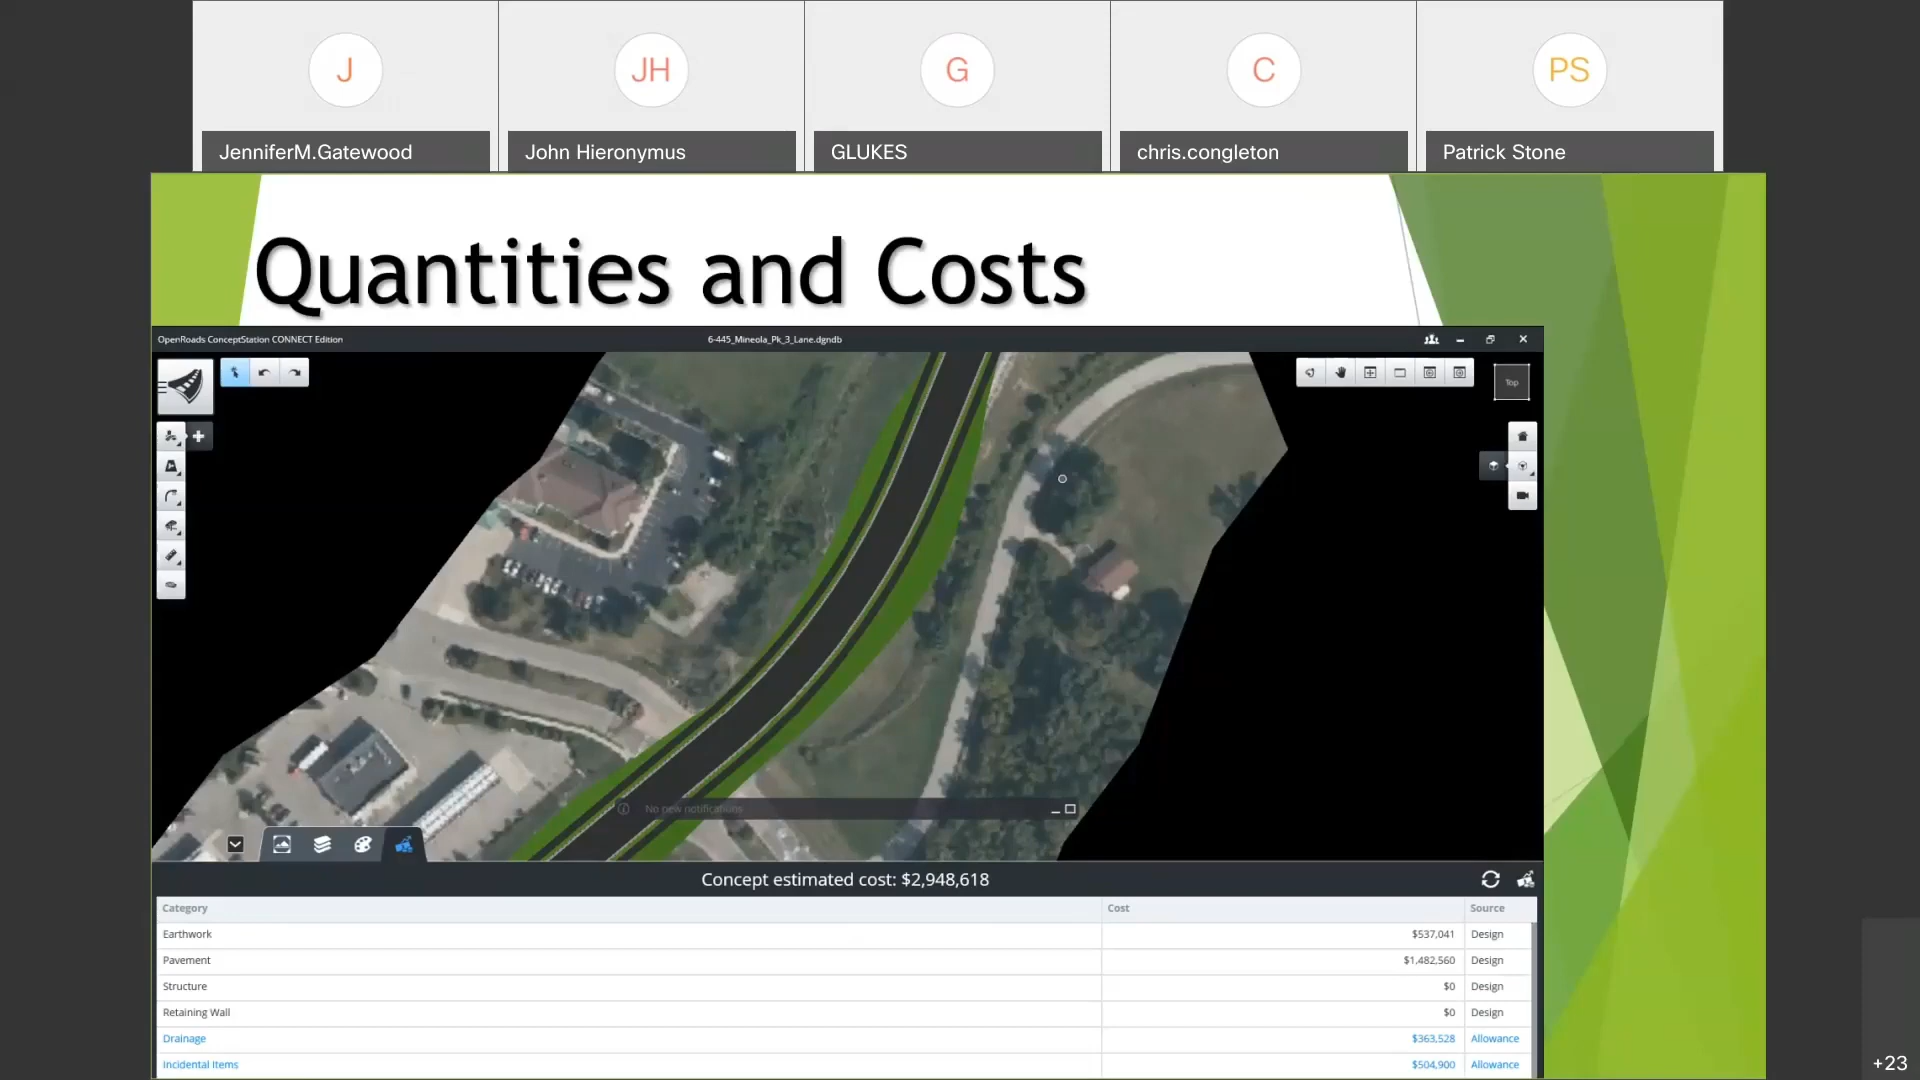 J
JH
G
C
PS
JenniferM.Gatewood
John Hieronymus
GLUKES
chris.congleton
Patrick Stone
Quantities and Costs
OpenRoads ConceptStation CONNECT Edition
6-445_Mineola_Pk_3_Lane.dgndb
Top
No new notifications
Concept estimated cost: $2,948,618
Category Cost Source
Earthwork $537,041 Design
Pavement $1,482,560 Design
Structure $0 Design
Retaining Wall $0 Design
Drainage $363,528 Allowance
Incidental Items $504,900 Allowance
+23